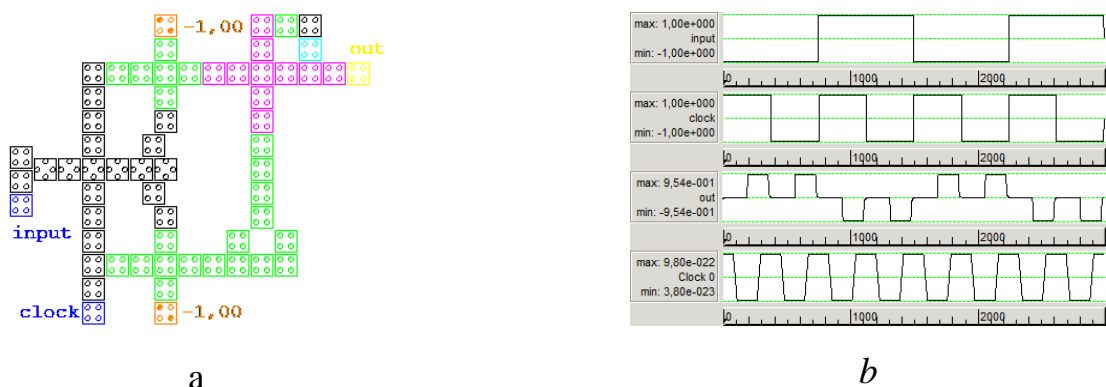 -1,00
out
input
clock
-1,00
a
max: 1,00e+000
input
min: -1,00e+000
0 1000 2000
max: 1,00e+000
clock
min: -1,00e+000
0 1000 2000
max: 9,54e-001
out
min: -9,54e-001
0 1000 2000
max: 9,80e-022
Clock 0
min: 3,80e-023
0 1000 2000
b